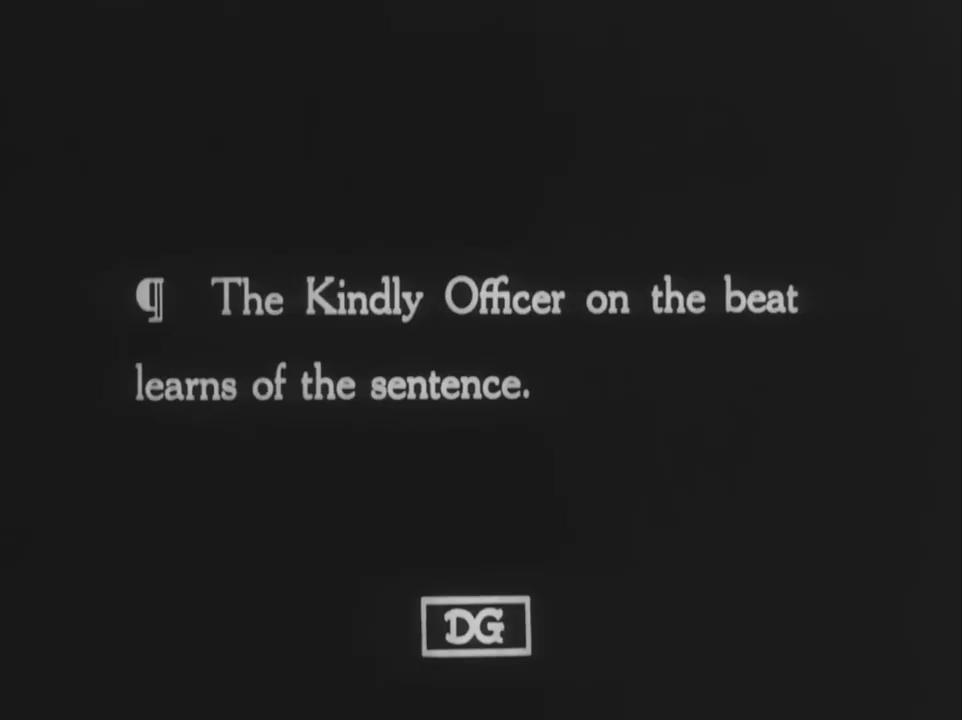 ¶ The Kindly Officer on the beat
learns of the sentence.
DG